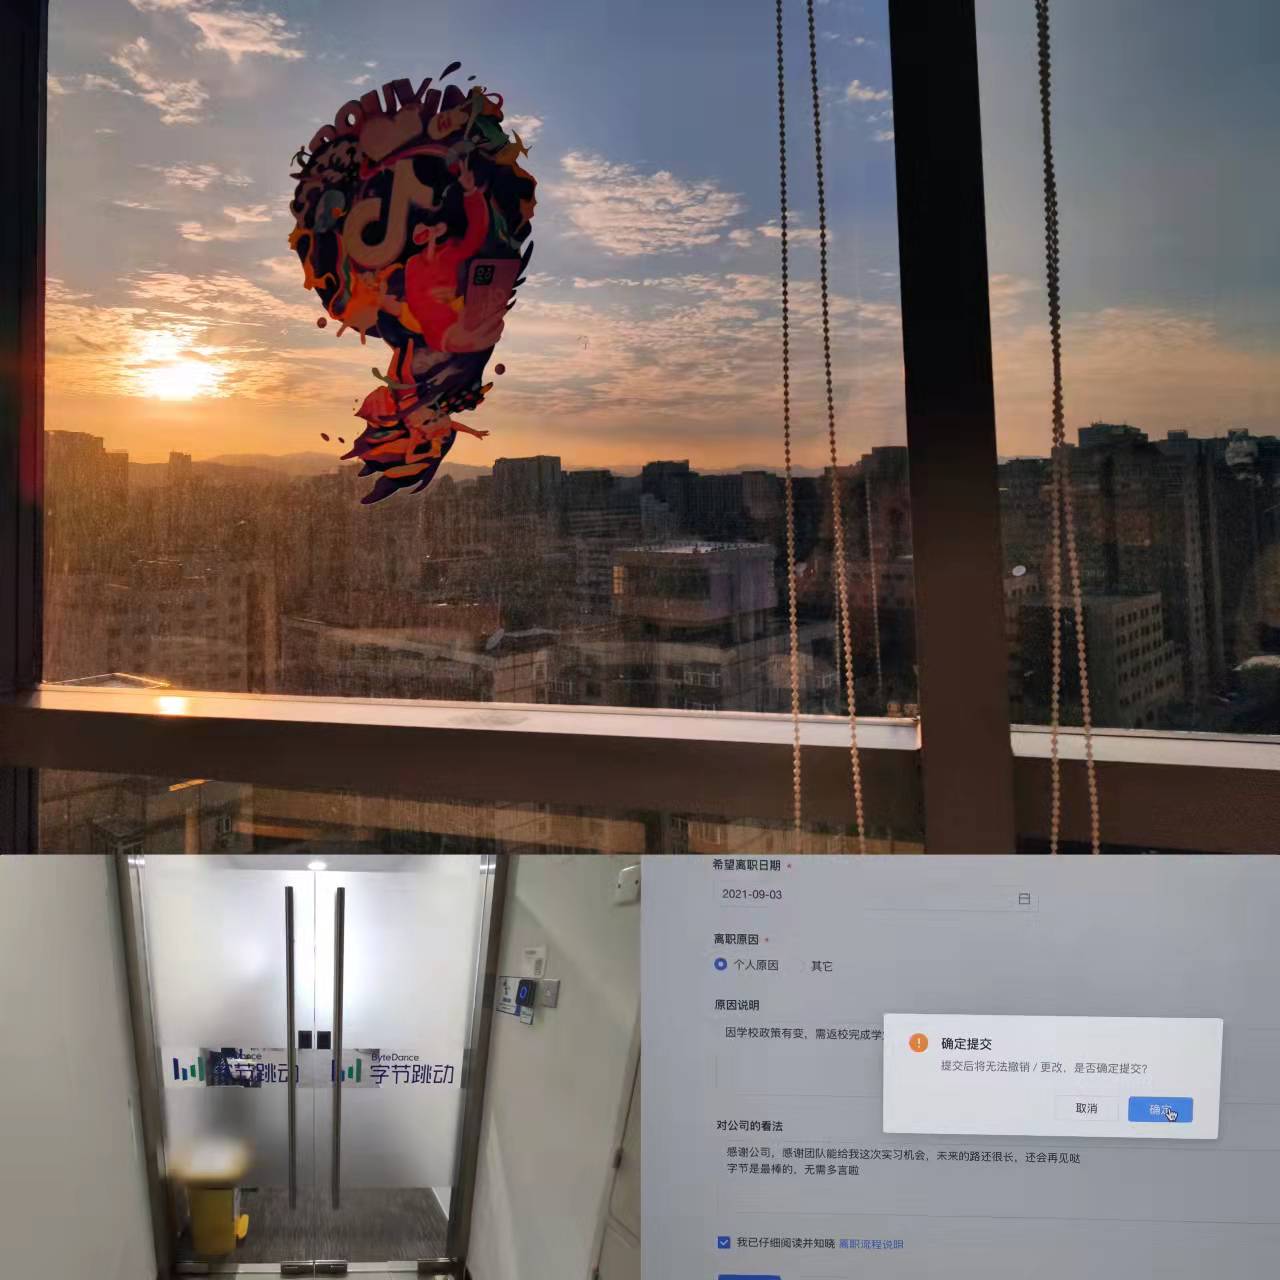 DOUYIN
ByteDance
字节跳动
ByteDance
字节跳动
希望离职日期 *
2021-09-03
离职原因 *
个人原因 其它
原因说明
因学校政策有变，需返校完成学
确定提交
提交后将无法撤销 / 更改，是否确定提交？
取消 确定
对公司的看法
感谢公司，感谢团队能给我这次实习机会，未来的路还很长，还会再见哒
字节是最棒的，无需多言啦
我已仔细阅读并知晓 离职流程说明